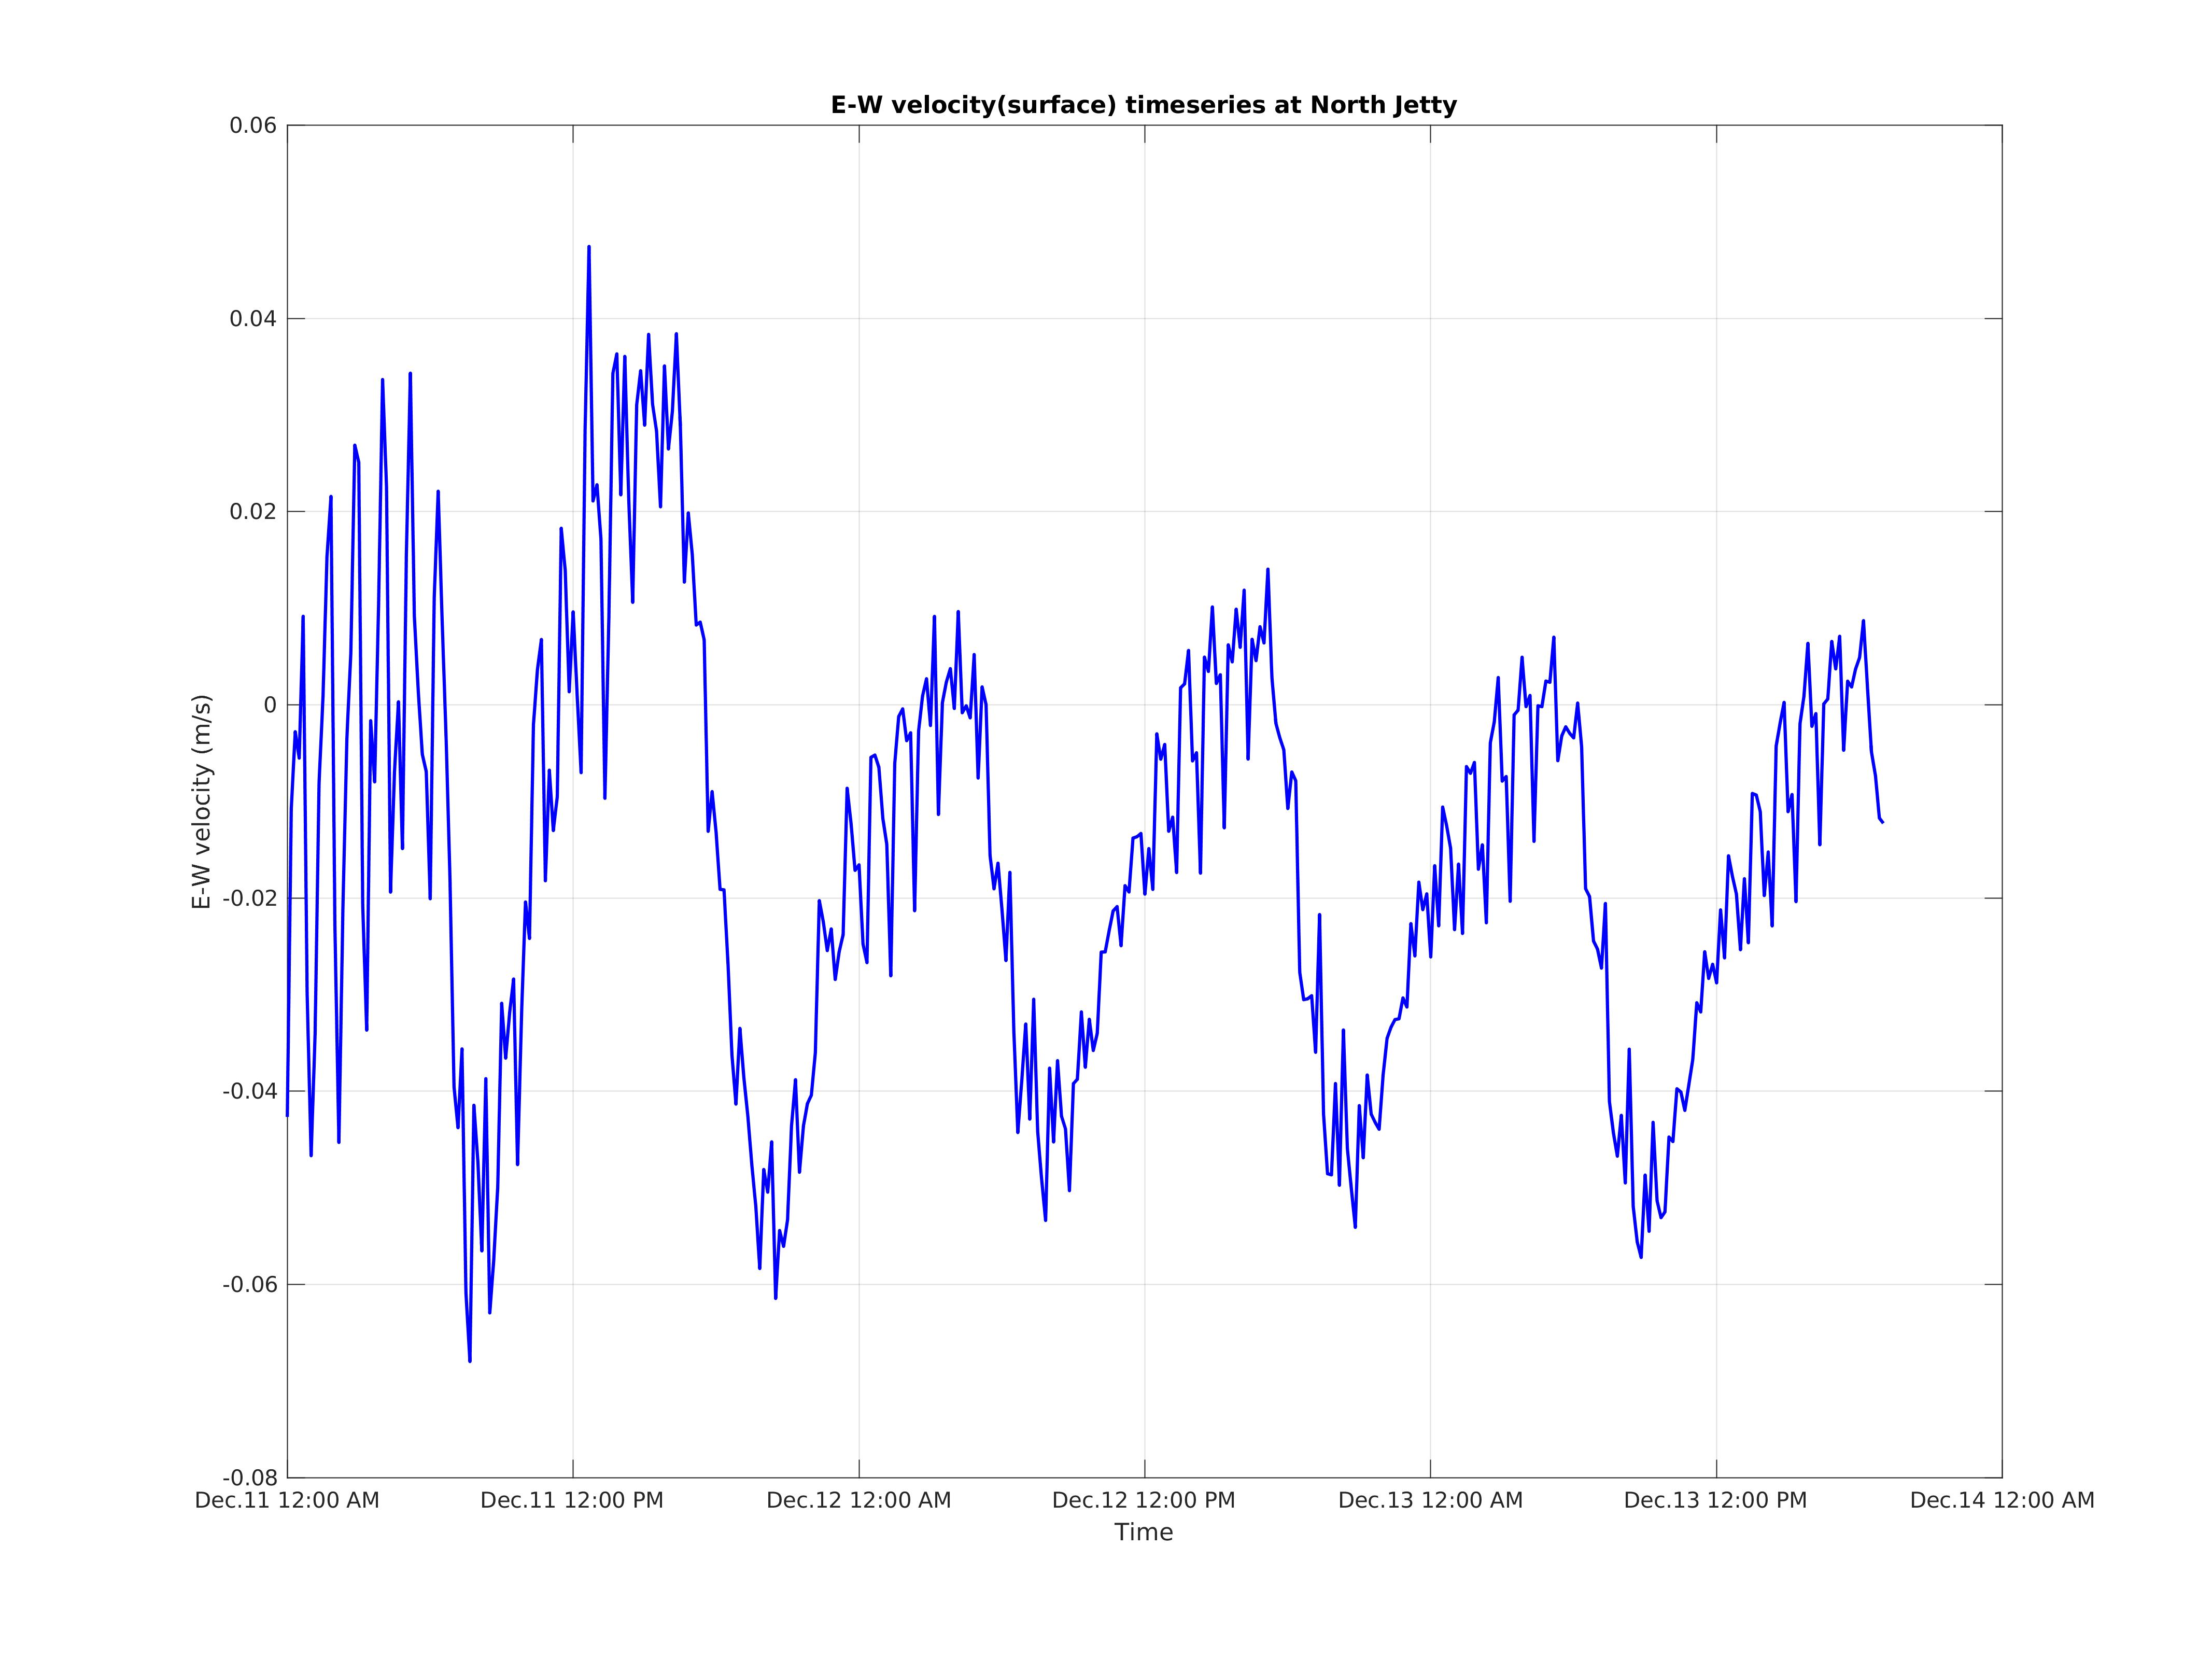 E-W velocity(surface) timeseries at North Jetty
0.06
0.04
0.02
0
-0.02
-0.04
-0.06
-0.08
E-W velocity (m/s)
Dec.11 12:00 AM Dec.11 12:00 PM Dec.12 12:00 AM Dec.12 12:00 PM Dec.13 12:00 AM Dec.13 12:00 PM Dec.14 12:00 AM
Time